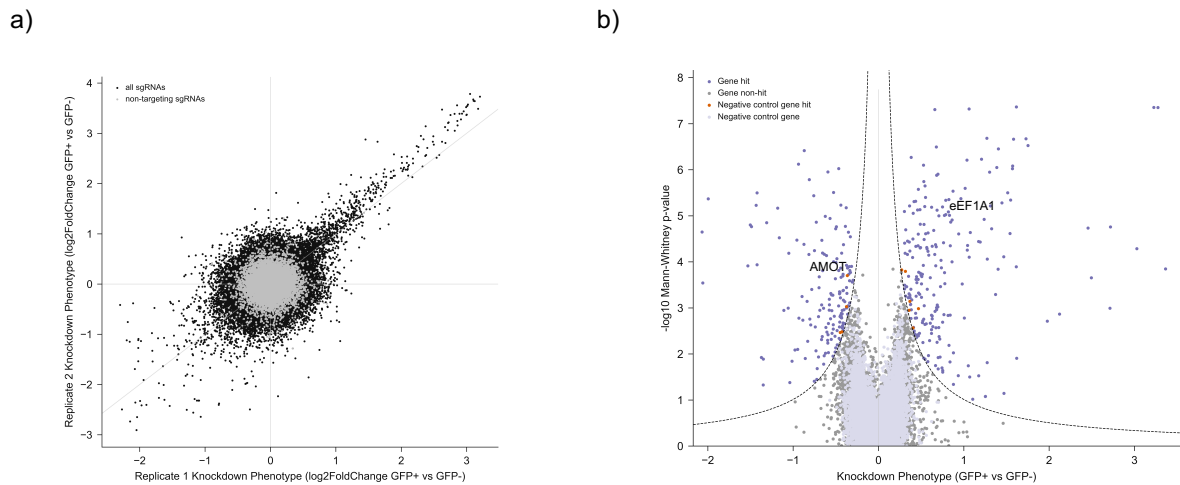 a)
b)
Replicate 2 Knockdown Phenotype (log2FoldChange GFP+ vs GFP-)
4
3
2
1
0
−1
−2
−3
all sgRNAs
non-targeting sgRNAs
−2
−1
0
1
2
3
Replicate 1 Knockdown Phenotype (log2FoldChange GFP+ vs GFP-)
-log10 Mann-Whitney p-value
8
7
6
5
4
3
2
1
0
Gene hit
Gene non-hit
Negative control gene hit
Negative control gene
eEF1A1
AMOT
−2
−1
0
1
2
3
Knockdown Phenotype (GFP+ vs GFP-)